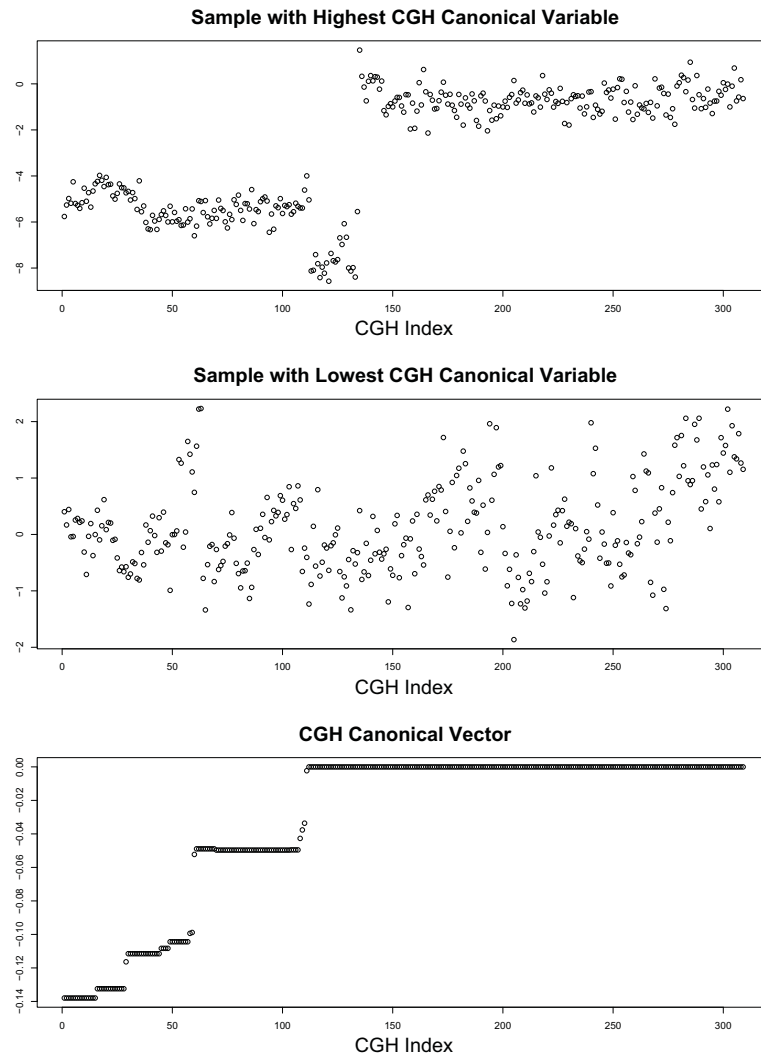 Sample with Highest CGH Canonical Variable
0
−2
−4
−6
−8
0 50 100 150 200 250 300
CGH Index
Sample with Lowest CGH Canonical Variable
2
1
0
−1
−2
0 50 100 150 200 250 300
CGH Index
CGH Canonical Vector
0.00
−0.02
−0.04
−0.06
−0.08
−0.10
−0.12
−0.14
0 50 100 150 200 250 300
CGH Index